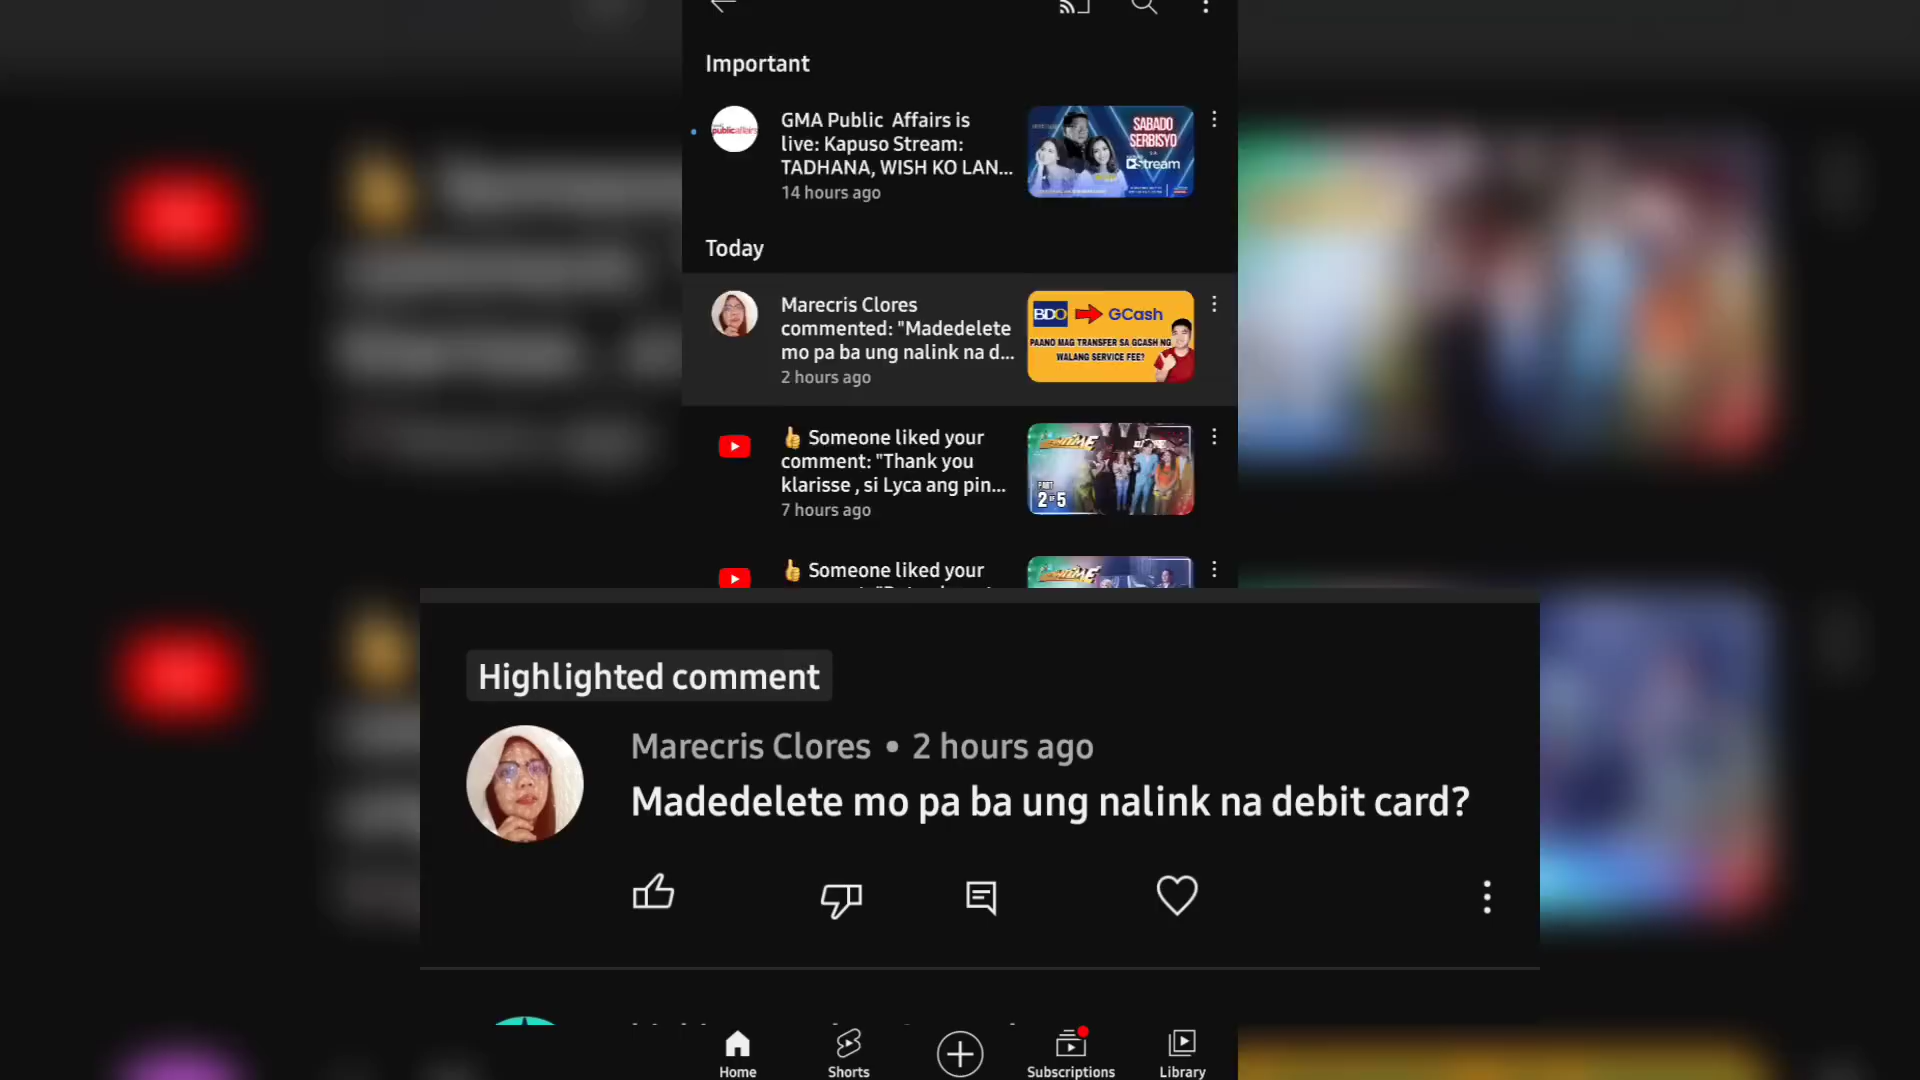 Important
GMA Public Affairs is
live: Kapuso Stream:
TADHANA, WISH KO LAN...
14 hours ago
publicaffairs
SABADO
SERBISYO
Stream
Today
Marecris Clores
commented: "Madedelete
mo pa ba ung nalink na d...
2 hours ago
BDO GCash
PAANO MAG TRANSFER SA GCASH NG
WALANG SERVICE FEE?
👍 Someone liked your
comment: "Thank you
klarisse , si Lyca ang pin...
7 hours ago
PART
2 OF 5
👍 Someone liked your
Highlighted comment
Marecris Clores • 2 hours ago
Madedelete mo pa ba ung nalink na debit card?
Home
Shorts
Subscriptions
Library